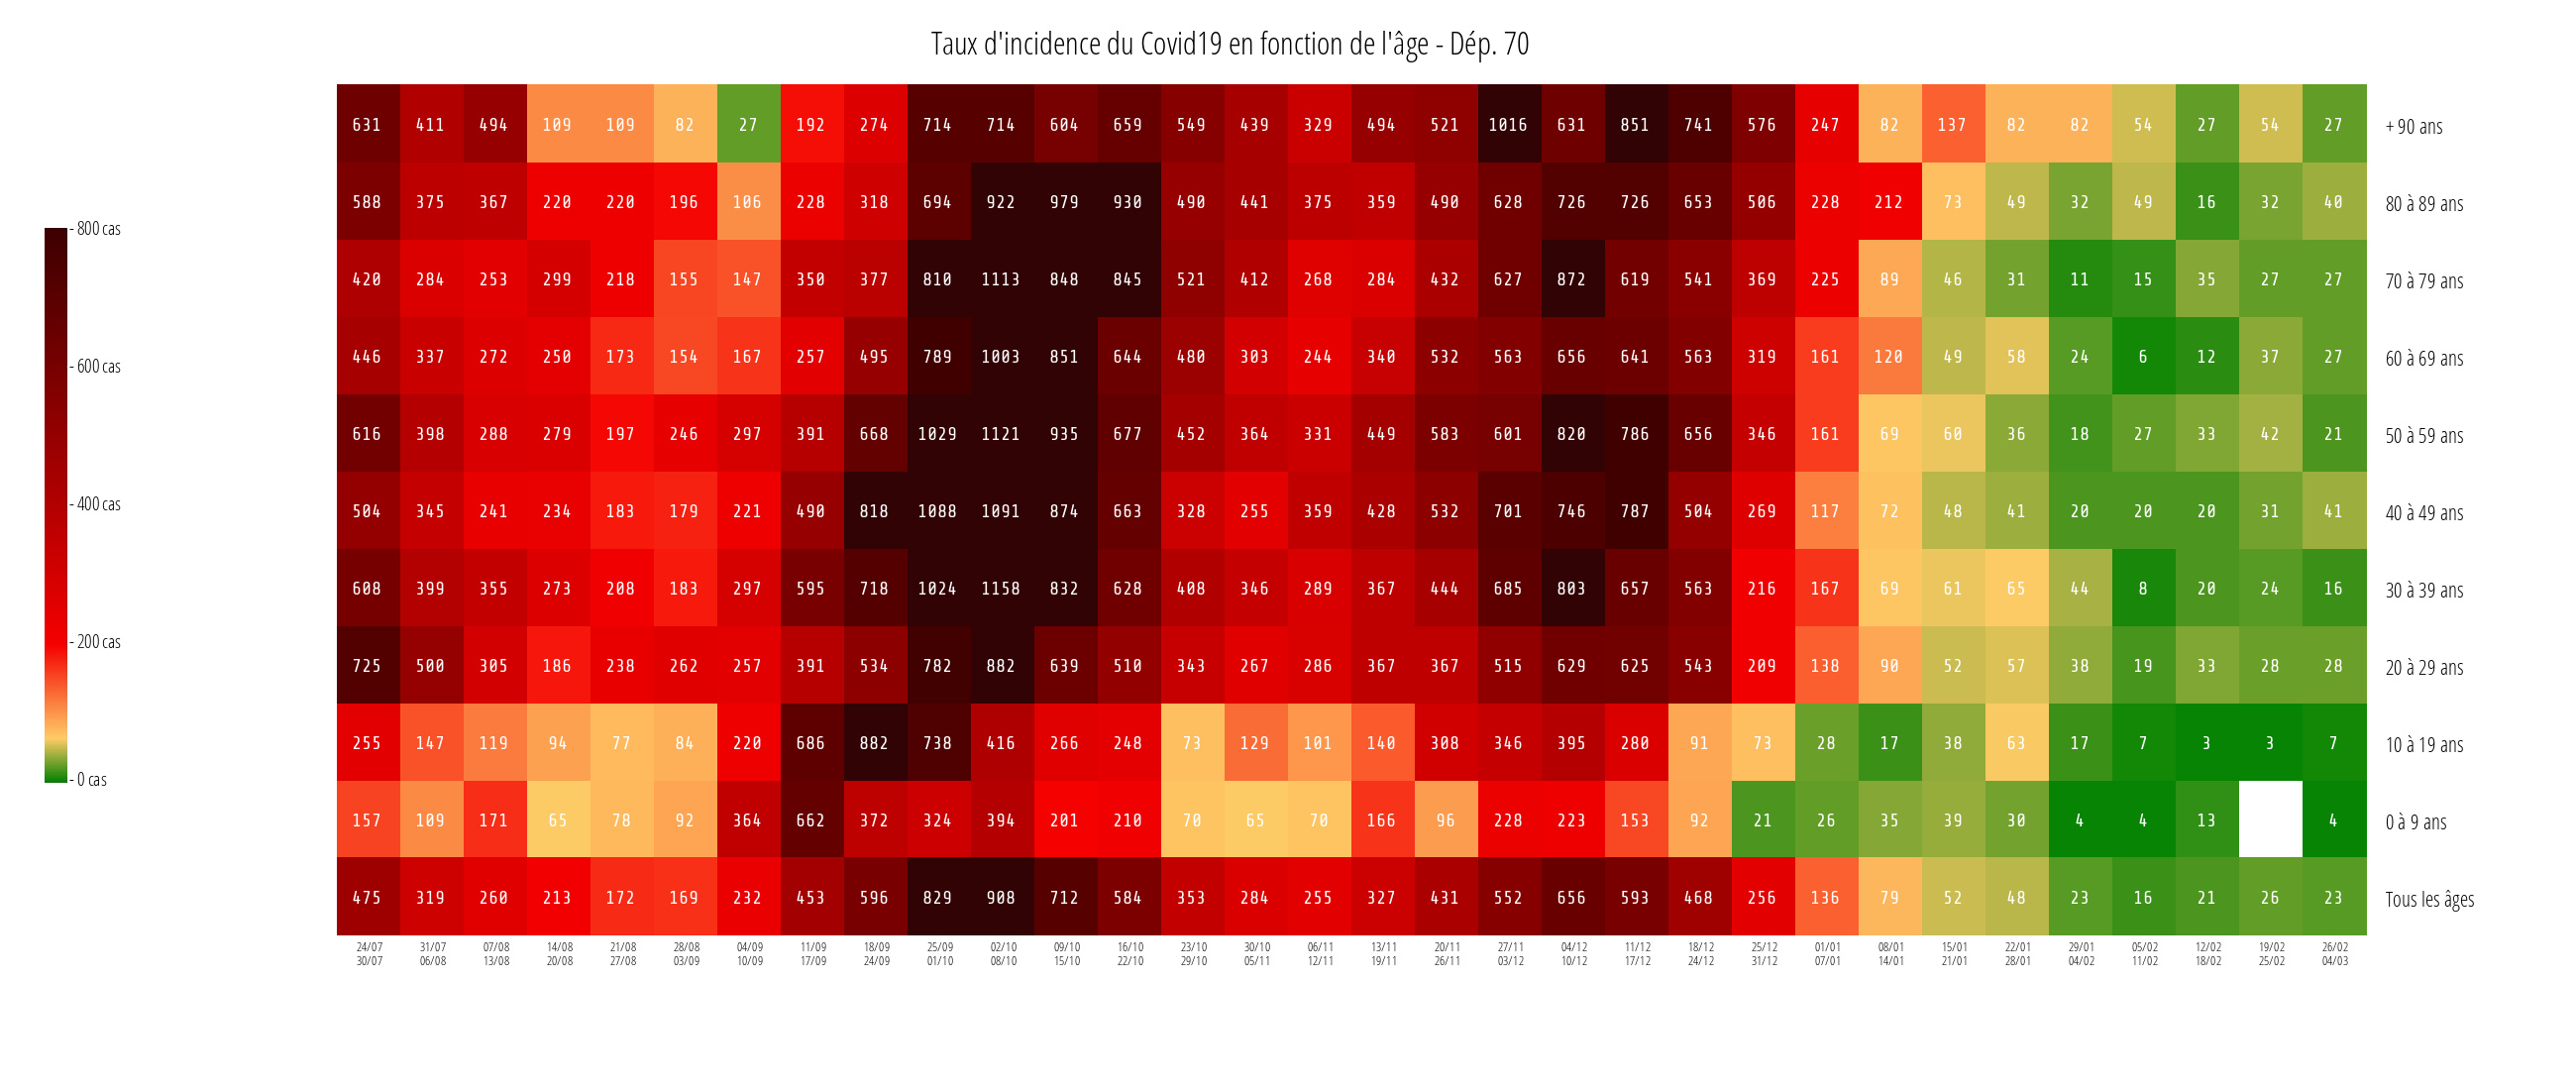 Taux d'incidence du Covid19 en fonction de l'âge - Dép. 70
631 411 494 109 109 82 27 192 274 714 714 604 659 549 439 329 494 521 1016 631 851 741 576 247 82 137 82 82 54 27 54 27 + 90 ans
588 375 367 220 220 196 106 228 318 694 922 979 930 490 441 375 359 490 628 726 726 653 506 228 212 73 49 32 49 16 32 40 80 à 89 ans
420 284 253 299 218 155 147 350 377 810 1113 848 845 521 412 268 284 432 627 872 619 541 369 225 89 46 31 11 15 35 27 27 70 à 79 ans
446 337 272 250 173 154 167 257 495 789 1003 851 644 480 303 244 340 532 563 656 641 563 319 161 120 49 58 24 6 12 37 27 60 à 69 ans
616 398 288 279 197 246 297 391 668 1029 1121 935 677 452 364 331 449 583 601 820 786 656 346 161 69 60 36 18 27 33 42 21 50 à 59 ans
504 345 241 234 183 179 221 490 818 1088 1091 874 663 328 255 359 428 532 701 746 787 504 269 117 72 48 41 20 20 20 31 41 40 à 49 ans
608 399 355 273 208 183 297 595 718 1024 1158 832 628 408 346 289 367 444 685 803 657 563 216 167 69 61 65 44 8 20 24 16 30 à 39 ans
725 500 305 186 238 262 257 391 534 782 882 639 510 343 267 286 367 367 515 629 625 543 209 138 90 52 57 38 19 33 28 28 20 à 29 ans
255 147 119 94 77 84 220 686 882 738 416 266 248 73 129 101 140 308 346 395 280 91 73 28 17 38 63 17 7 3 3 7 10 à 19 ans
157 109 171 65 78 92 364 662 372 324 394 201 210 70 65 70 166 96 228 223 153 92 21 26 35 39 30 4 4 13 4 0 à 9 ans
475 319 260 213 172 169 232 453 596 829 908 712 584 353 284 255 327 431 552 656 593 468 256 136 79 52 48 23 16 21 26 23 Tous les âges
24/07 31/07 07/08 14/08 21/08 28/08 04/09 11/09 18/09 25/09 02/10 09/10 16/10 23/10 30/10 06/11 13/11 20/11 27/11 04/12 11/12 18/12 25/12 01/01 08/01 15/01 22/01 29/01 05/02 12/02 19/02 26/02
30/07 06/08 13/08 20/08 27/08 03/09 10/09 17/09 24/09 01/10 08/10 15/10 22/10 29/10 05/11 12/11 19/11 26/11 03/12 10/12 17/12 24/12 31/12 07/01 14/01 21/01 28/01 04/02 11/02 18/02 25/02 04/03
- 800 cas
- 600 cas
- 400 cas
- 200 cas
- 0 cas